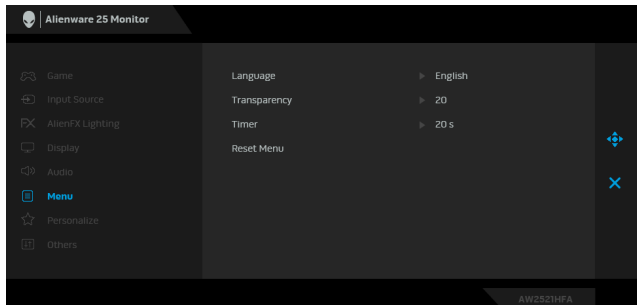 Alienware 25 Monitor
Game
Input Source
AlienFX Lighting
Display
Audio
Menu
Personalize
Others
Language English
Transparency 20
Timer 20 s
Reset Menu
AW2521HFA